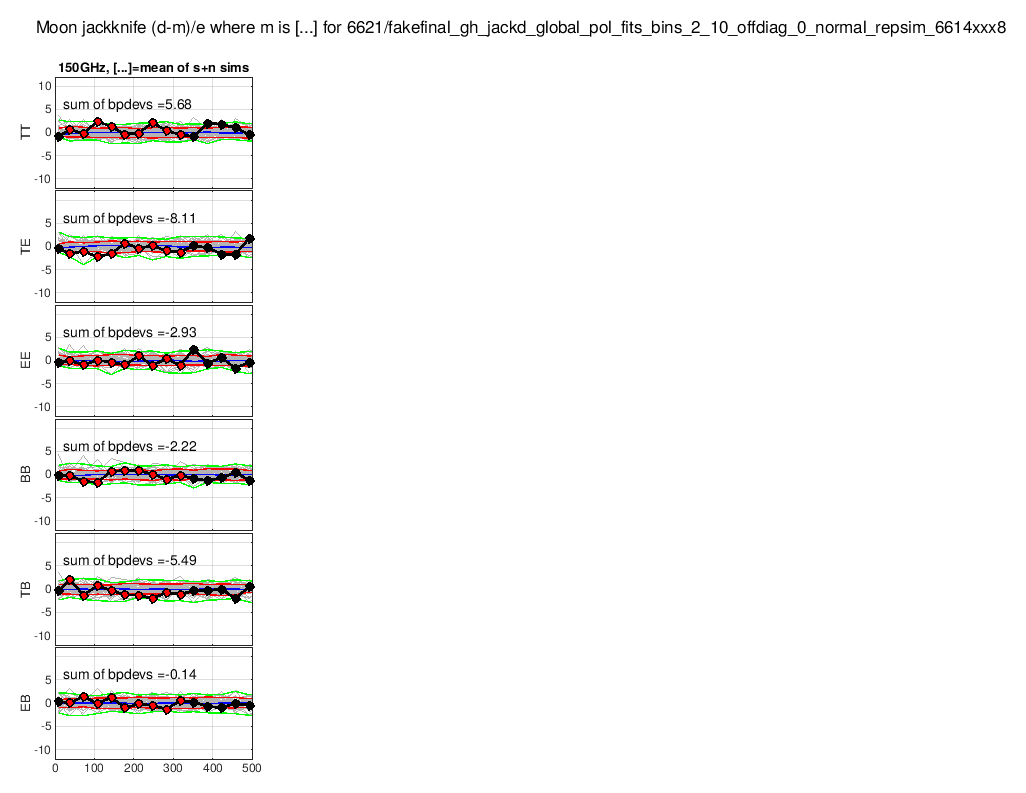 Moon jackknife (d-m)/e where m is [...] for 6621/fakefinal_gh_jackd_global_pol_fits_bins_2_10_offdiag_0_normal_repsim_6614xxx8
150GHz, [...]=mean of s+n sims
10
sum of bpdevs =5.68
5
TT
0
-5
-10
sum of bpdevs =-8.11
5
TE
0
-5
-10
sum of bpdevs =-2.93
5
EE
0
-5
-10
sum of bpdevs =-2.22
5
BB
0
-5
-10
sum of bpdevs =-5.49
5
TB
0
-5
-10
sum of bpdevs =-0.14
5
EB
0
-5
-10
0 100 200 300 400 500